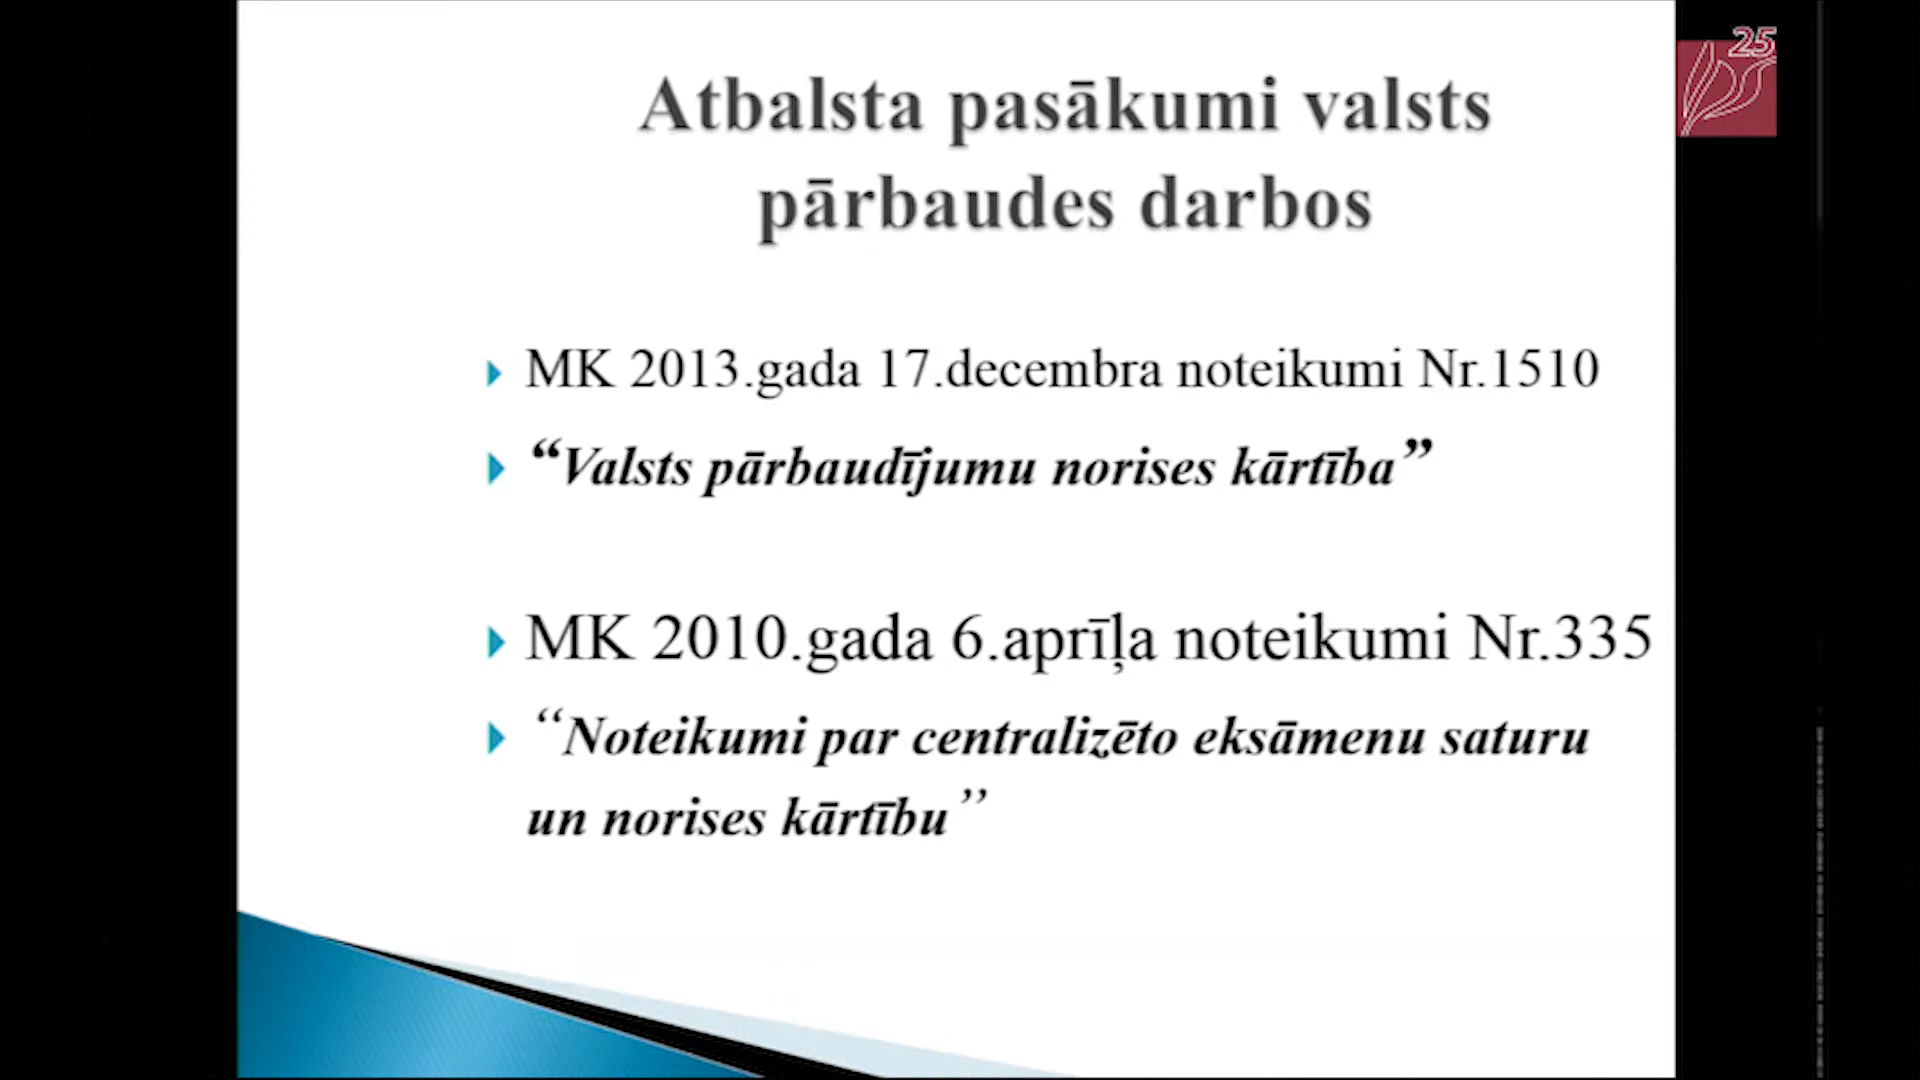 25
Atbalsta pasākumi valsts
pārbaudes darbos
MK 2013.gada 17.decembra noteikumi Nr.1510
“Valsts pārbaudījumu norises kārtība”
MK 2010.gada 6.aprīļa noteikumi Nr.335
“Noteikumi par centralizēto eksāmenu saturu
un norises kārtību”